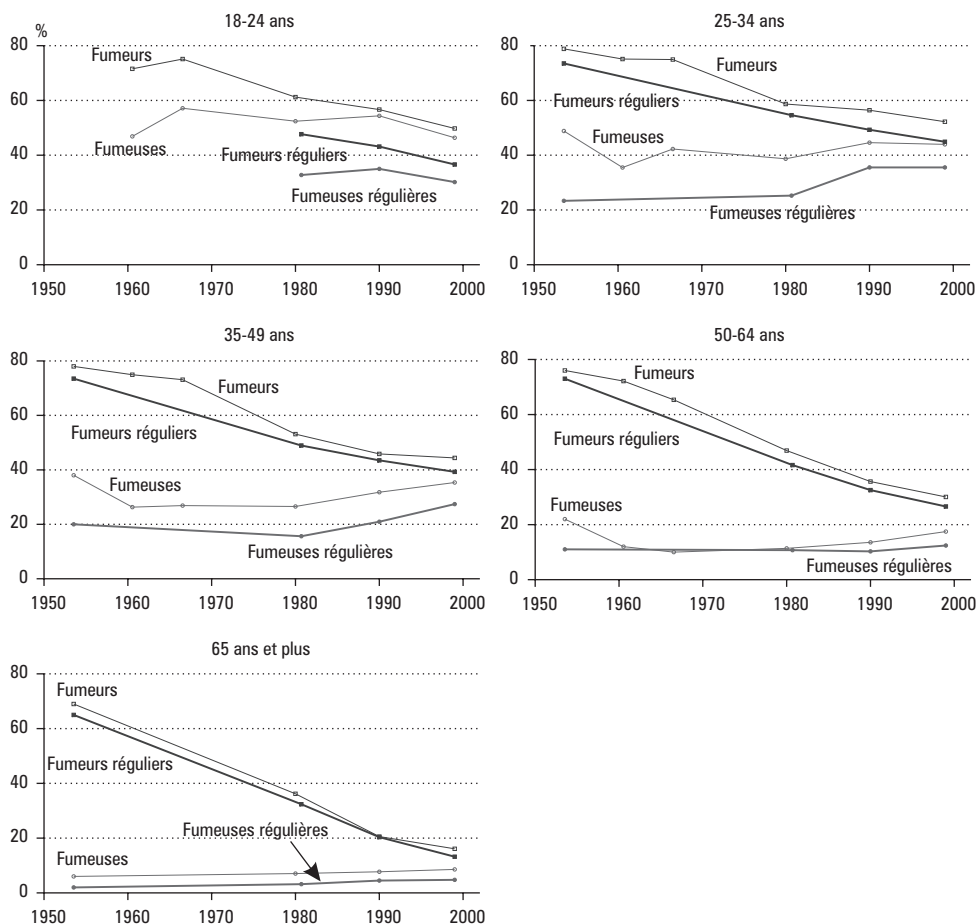 18-24 ans
%
80
60
40
20
0
Fumeurs
Fumeuses
Fumeurs réguliers
Fumeuses régulières
1950 1960 1970 1980 1990 2000
25-34 ans
80
60
40
20
0
Fumeurs
Fumeurs réguliers
Fumeuses
Fumeuses régulières
1950 1960 1970 1980 1990 2000
35-49 ans
80
60
40
20
0
Fumeurs
Fumeurs réguliers
Fumeuses
Fumeuses régulières
1950 1960 1970 1980 1990 2000
50-64 ans
80
60
40
20
0
Fumeurs
Fumeurs réguliers
Fumeuses
Fumeuses régulières
1950 1960 1970 1980 1990 2000
65 ans et plus
80
60
40
20
0
Fumeurs
Fumeurs réguliers
Fumeuses régulières
Fumeuses
1950 1960 1970 1980 1990 2000